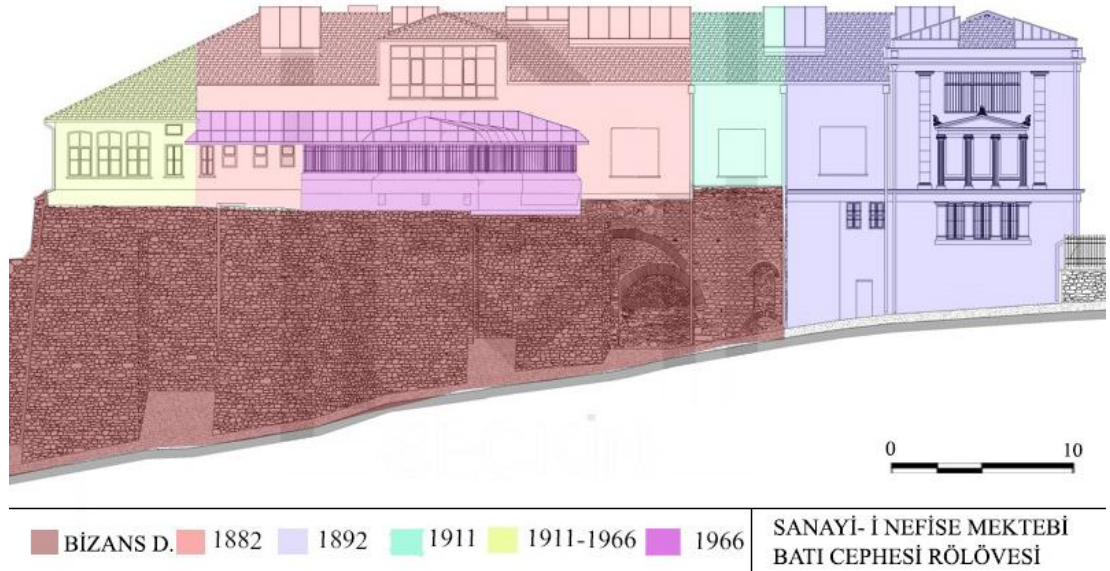 0 10
BİZANS D. 1882 1892 1911 1911-1966 1966
SANAYİ- İ NEFİSE MEKTEBİ
BATI CEPHESİ RÖLÖVESİ